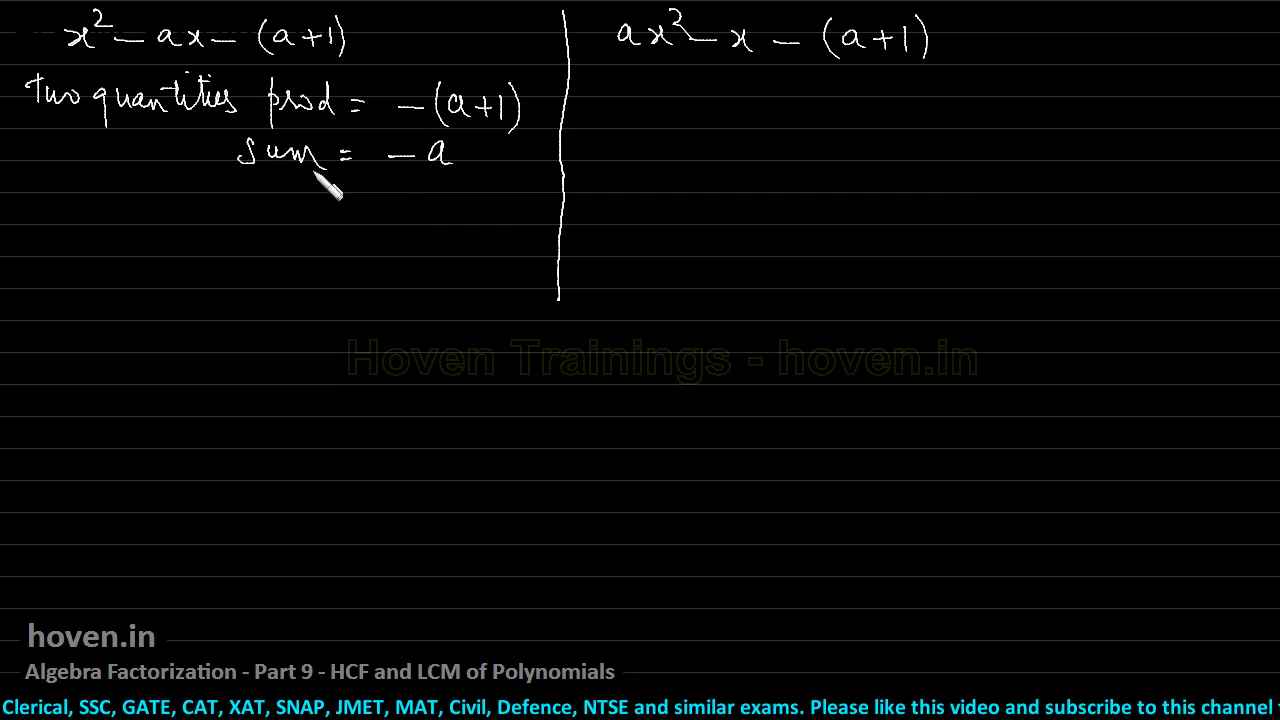 x² - ax - (a+1)
two quantities prod = -(a+1)
sum = -a
ax² - x - (a+1)
Hoven Trainings - hoven.in
hoven.in
Algebra Factorization - Part 9 - HCF and LCM of Polynomials
Clerical, SSC, GATE, CAT, XAT, SNAP, JMET, MAT, Civil, Defence, NTSE and similar exams. Please like this video and subscribe to this channel